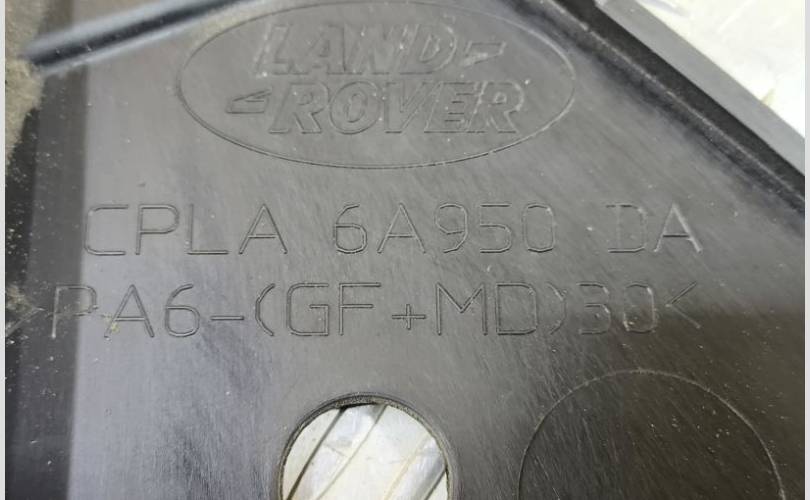 LAND-
ROVER
CPLA 6A950 DA
>PA6-(GF+MD)30<